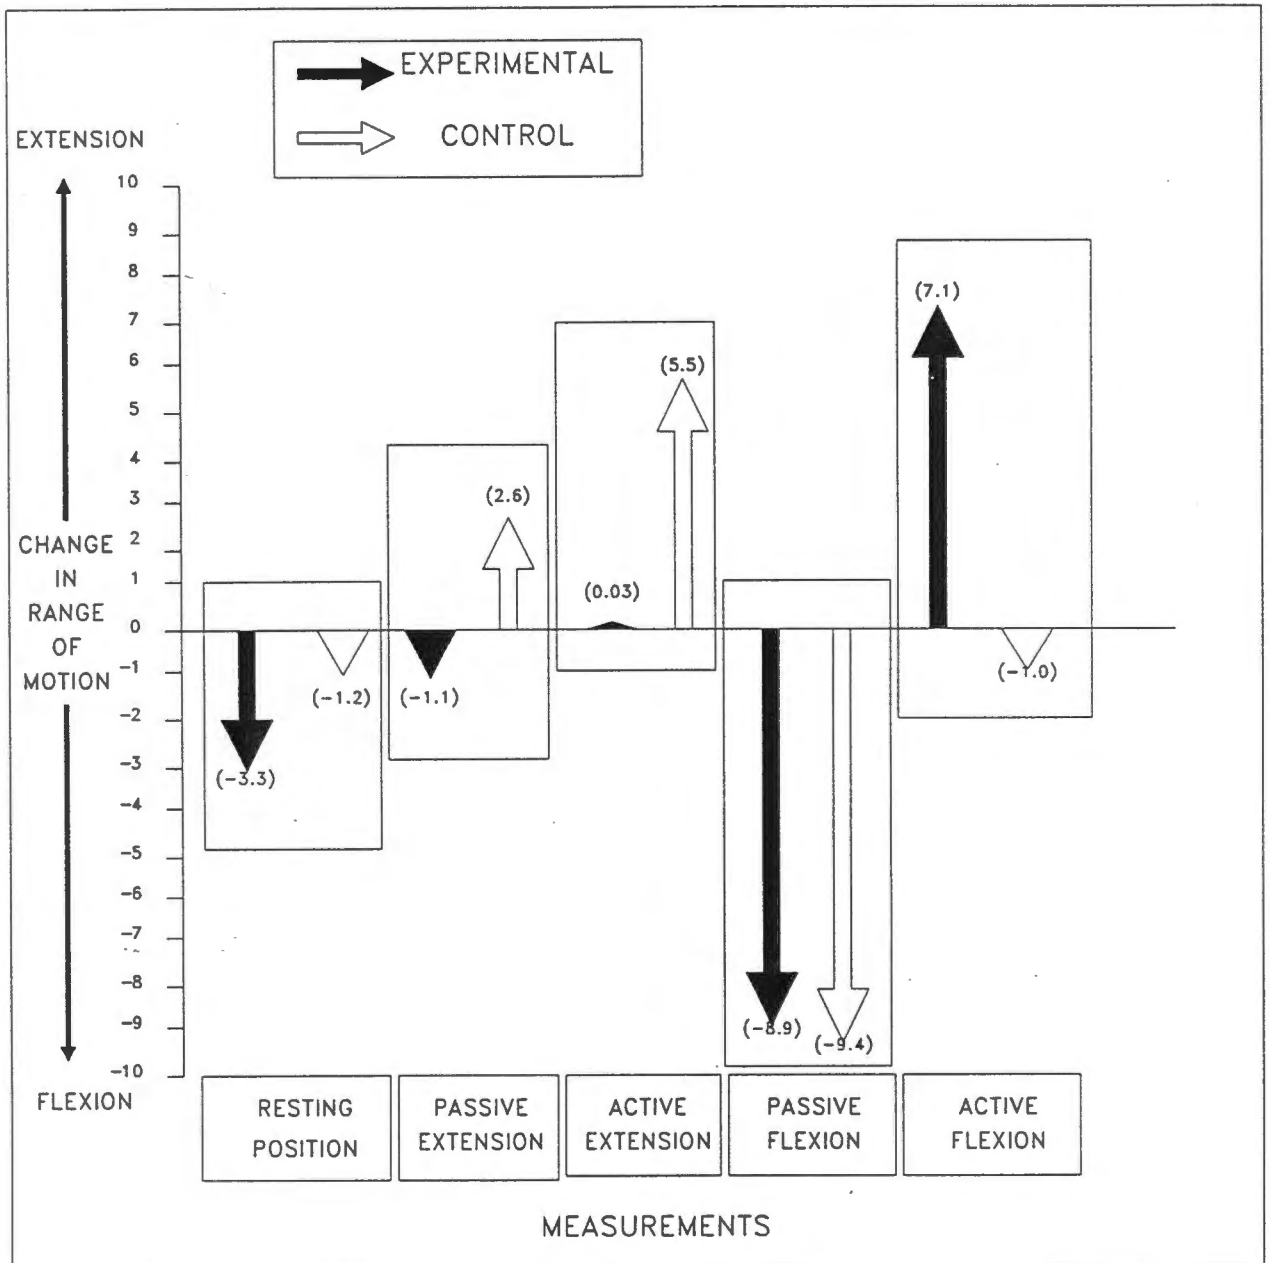 EXPERIMENTAL
CONTROL
EXTENSION
10
9
8
7
6
5
4
3
2
1
0
-1
-2
-3
-4
-5
-6
-7
-8
-9
-10
CHANGE
IN
RANGE
OF
MOTION
FLEXION
(-3.3)
(-1.2)
(-1.1)
(2.6)
(0.03)
(5.5)
(-8.9)
(-9.4)
(7.1)
(-1.0)
RESTING
POSITION
PASSIVE
EXTENSION
ACTIVE
EXTENSION
PASSIVE
FLEXION
ACTIVE
FLEXION
MEASUREMENTS